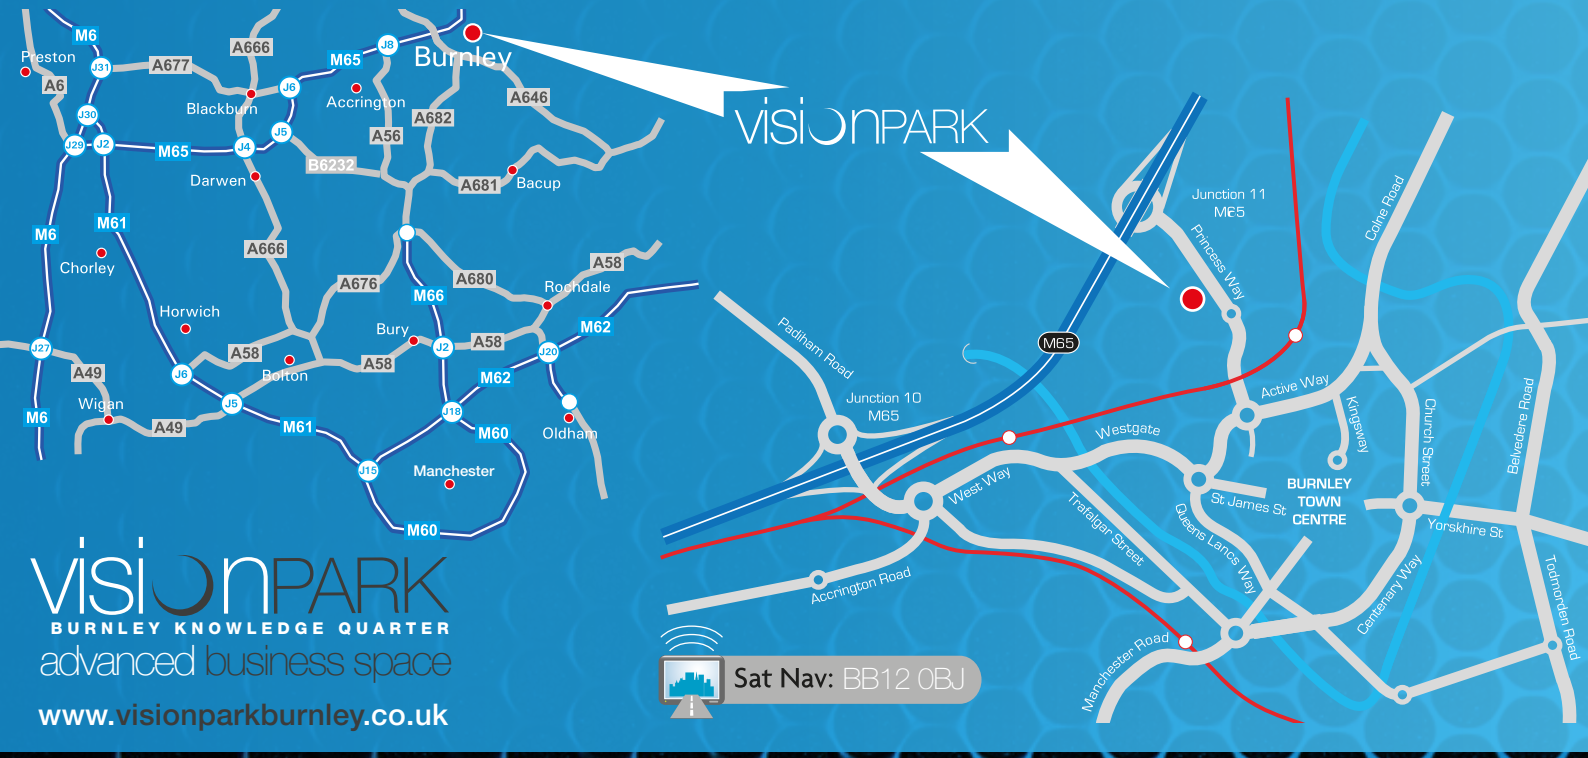 M6
Preston
A6
J31
A677
A666
Blackburn
J6
M65
J8
Burnley
Accrington
A646
A682
A56
J30
J29
J2
M65
J4
J5
B6232
Darwen
A681
Bacup
M6
M61
Chorley
A666
A676
A680
A58
Rochdale
M66
Horwich
Bury
M62
J27
A58
A58
J2
A58
J20
A49
Bolton
J6
M62
Wigan
J5
M6
A49
M61
J18
M60
Oldham
J15
Manchester
M60
visionPARK
Junction 11
M65
Princess Way
Colne Road
M65
Padiham Road
Junction 10
M65
Active Way
Kingsway
Church Street
Belvedere Road
Westgate
West Way
St James St
BURNLEY
TOWN
CENTRE
Trafalgar Street
Queens Lancs Way
Yorskhire St
Accrington Road
Centenary Way
Todmorden Road
Manchester Road
visionPARK
BURNLEY KNOWLEDGE QUARTER
advanced business space
www.visionparkburnley.co.uk
Sat Nav: BB12 0BJ